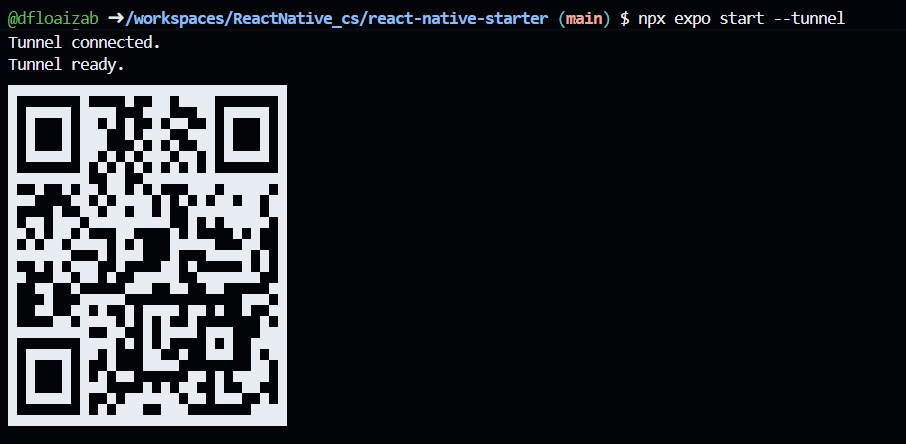 @dfloaizab ➜/workspaces/ReactNative_cs/react-native-starter (main) $ npx expo start --tunnel
Tunnel connected.
Tunnel ready.